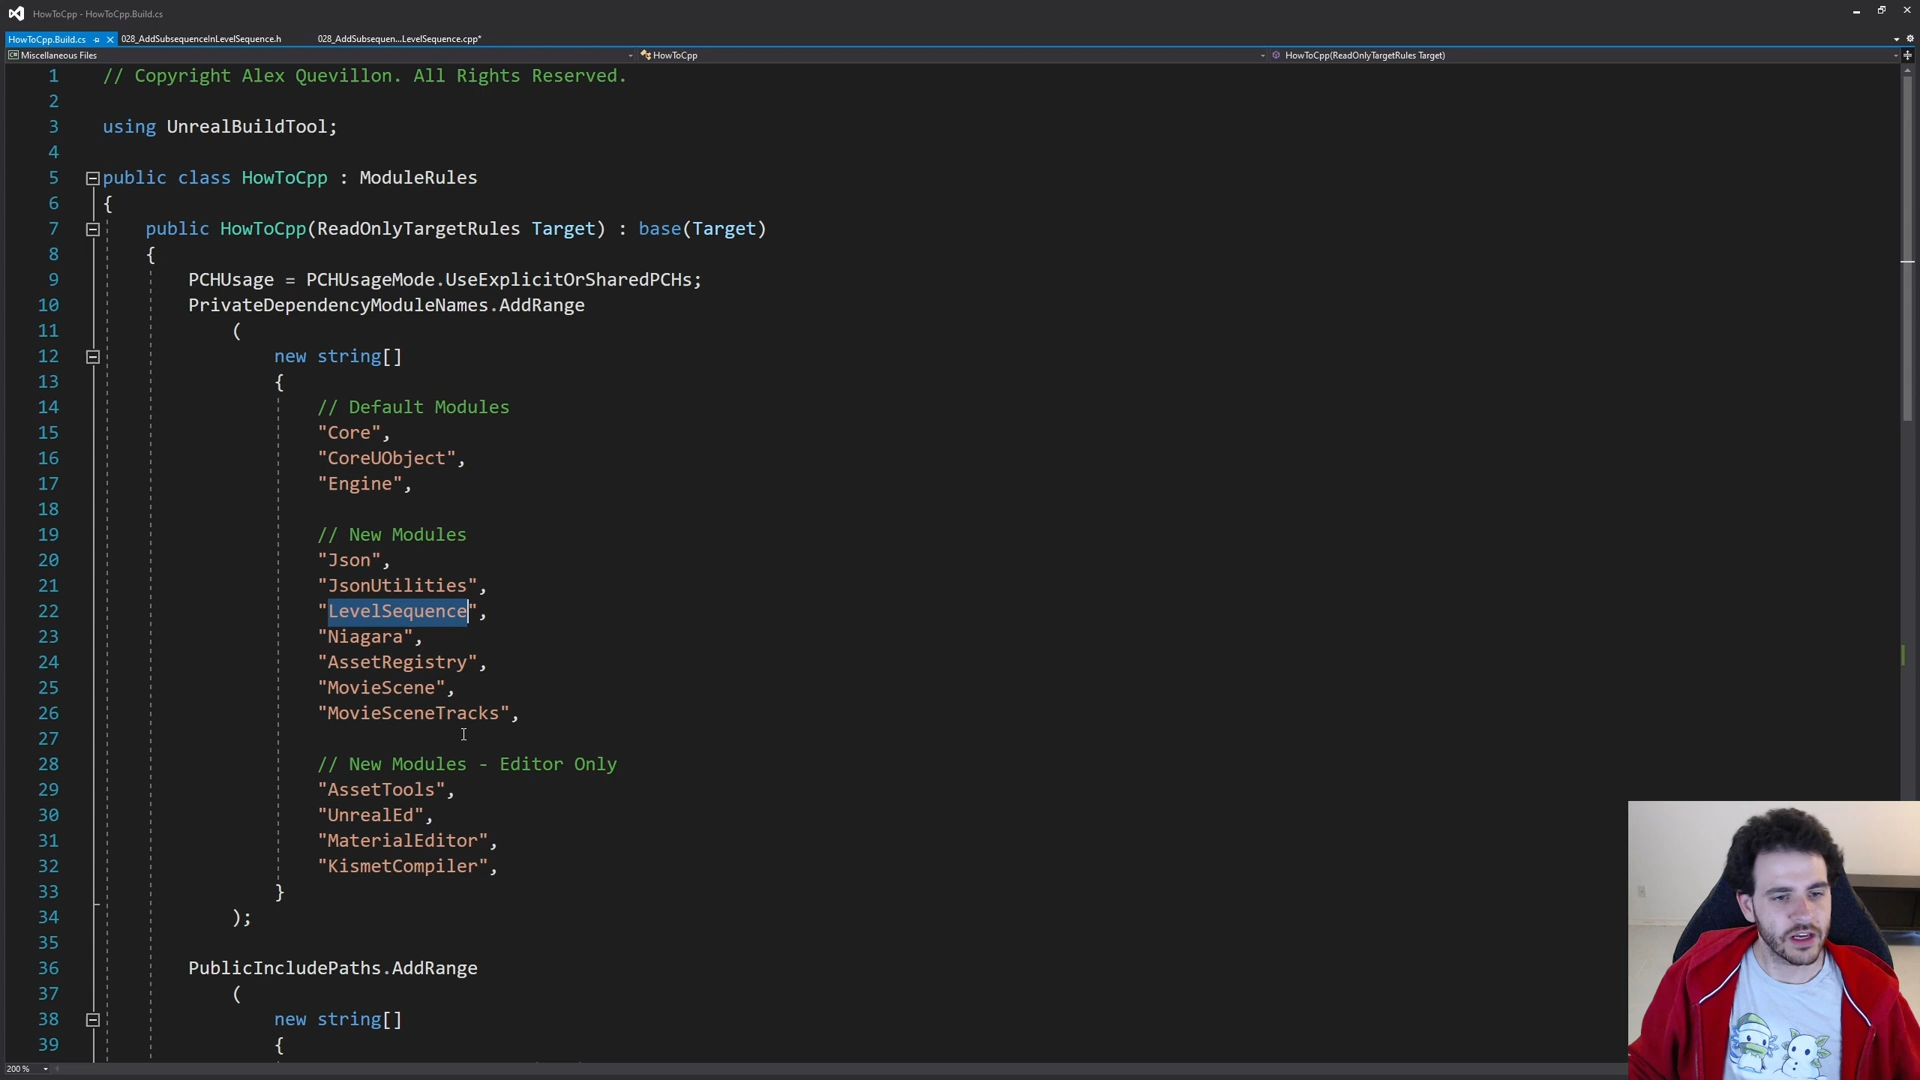 HowToCpp - HowToCpp.Build.cs
HowToCpp.Build.cs 028_AddSubsequenceInLevelSequence.h 028_AddSubsequen...LevelSequence.cpp*
Miscellaneous Files HowToCpp HowToCpp(ReadOnlyTargetRules Target)
1 // Copyright Alex Quevillon. All Rights Reserved.
2
3 using UnrealBuildTool;
4
5 public class HowToCpp : ModuleRules
6 {
7 public HowToCpp(ReadOnlyTargetRules Target) : base(Target)
8 {
9 PCHUsage = PCHUsageMode.UseExplicitOrSharedPCHs;
10 PrivateDependencyModuleNames.AddRange
11 (
12 new string[]
13 {
14 // Default Modules
15 "Core",
16 "CoreUObject",
17 "Engine",
18
19 // New Modules
20 "Json",
21 "JsonUtilities",
22 "LevelSequence",
23 "Niagara",
24 "AssetRegistry",
25 "MovieScene",
26 "MovieSceneTracks",
27
28 // New Modules - Editor Only
29 "AssetTools",
30 "UnrealEd",
31 "MaterialEditor",
32 "KismetCompiler",
33 }
34 );
35
36 PublicIncludePaths.AddRange
37 (
38 new string[]
39 {
200 %